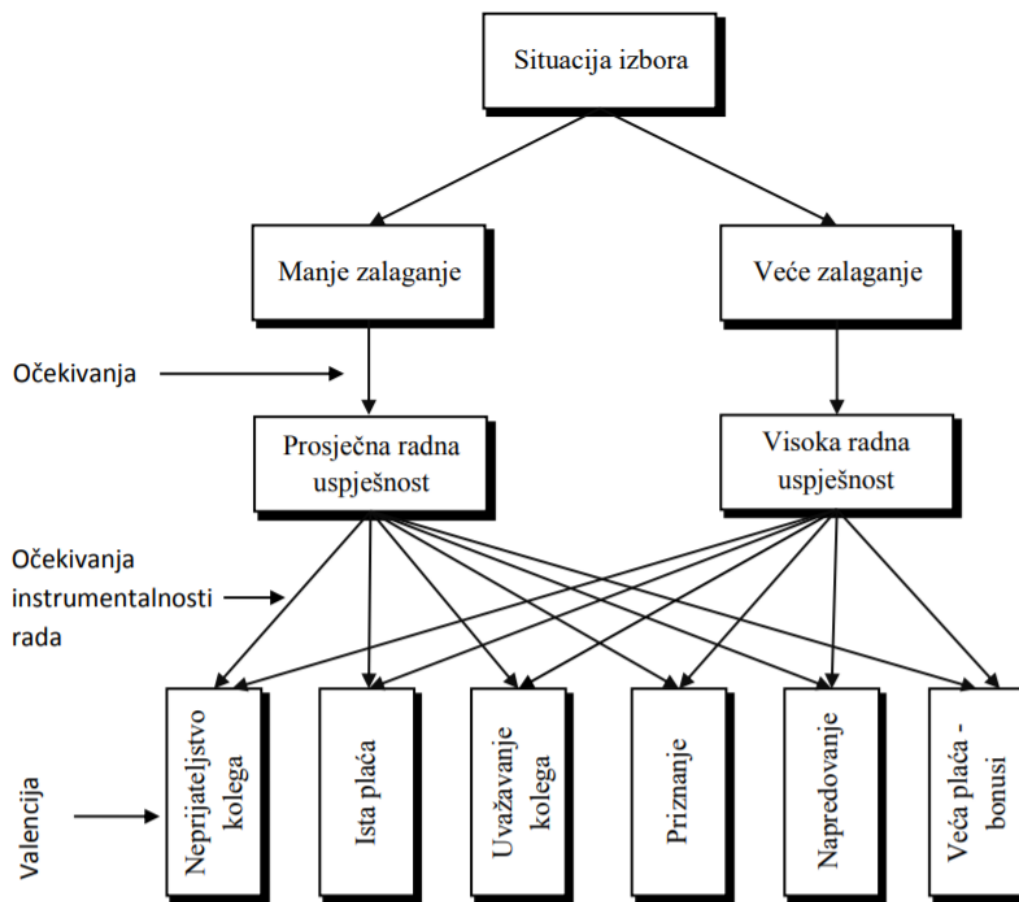 Situacija izbora
Manje zalaganje
Veće zalaganje
Očekivanja
Prosječna radna
uspješnost
Visoka radna
uspješnost
Očekivanja
instrumentalnosti
rada
Valencija
Neprijateljstvo
kolega
Ista plaća
Uvažavanje
kolega
Priznanje
Napredovanje
Veća plaća -
bonusi